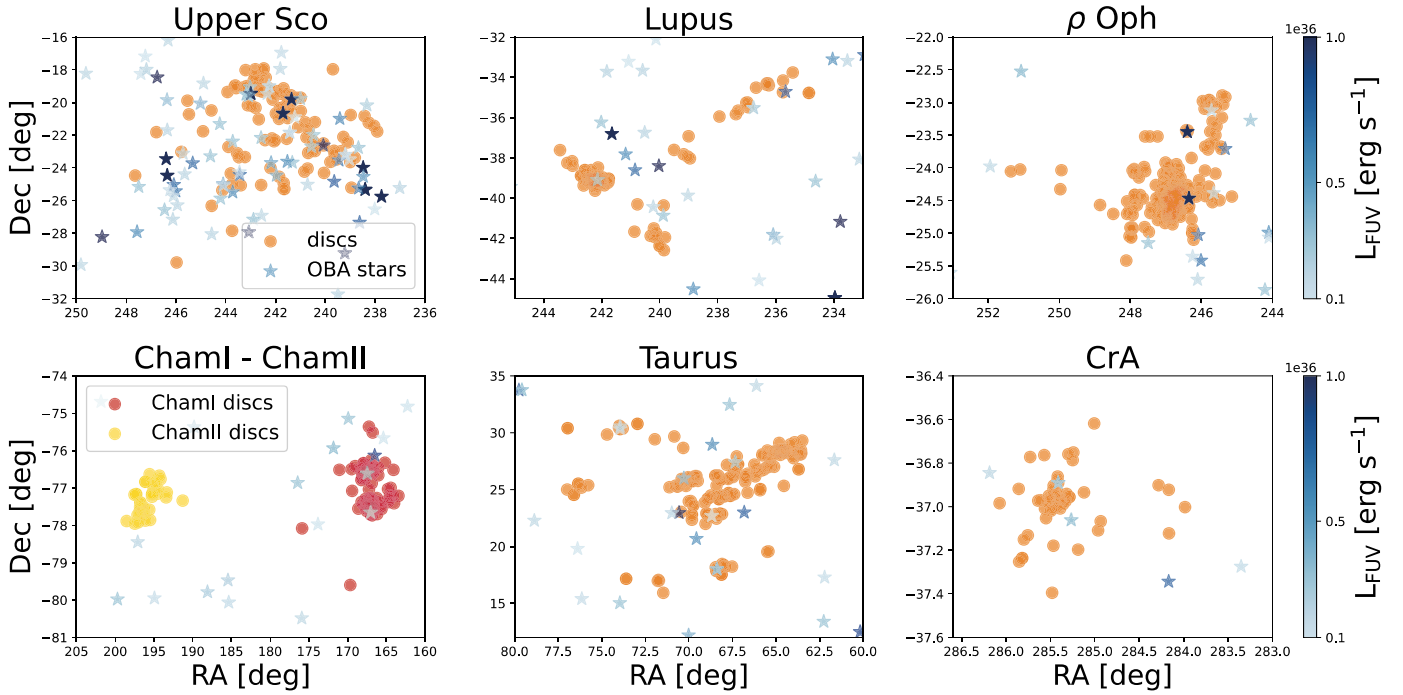 Upper Sco
Lupus
ρ Oph
−16
−18
−20
−22
−24
−26
−28
−30
−32
Dec [deg]
250 248 246 244 242 240 238 236
discs
OBA stars
−32
−34
−36
−38
−40
−42
−44
244 242 240 238 236 234
−22.0
−22.5
−23.0
−23.5
−24.0
−24.5
−25.0
−25.5
−26.0
252 250 248 246 244
1e36
1.0
0.5
0.1
LFUV [erg s−1]
ChamI - ChamII
Taurus
CrA
−74
−75
−76
−77
−78
−79
−80
−81
Dec [deg]
ChamI discs
ChamII discs
205 200 195 190 185 180 175 170 165 160
RA [deg]
35
30
25
20
15
80.0 77.5 75.0 72.5 70.0 67.5 65.0 62.5 60.0
RA [deg]
−36.4
−36.6
−36.8
−37.0
−37.2
−37.4
−37.6
286.5 286.0 285.5 285.0 284.5 284.0 283.5 283.0
RA [deg]
1e36
1.0
0.5
0.1
LFUV [erg s−1]